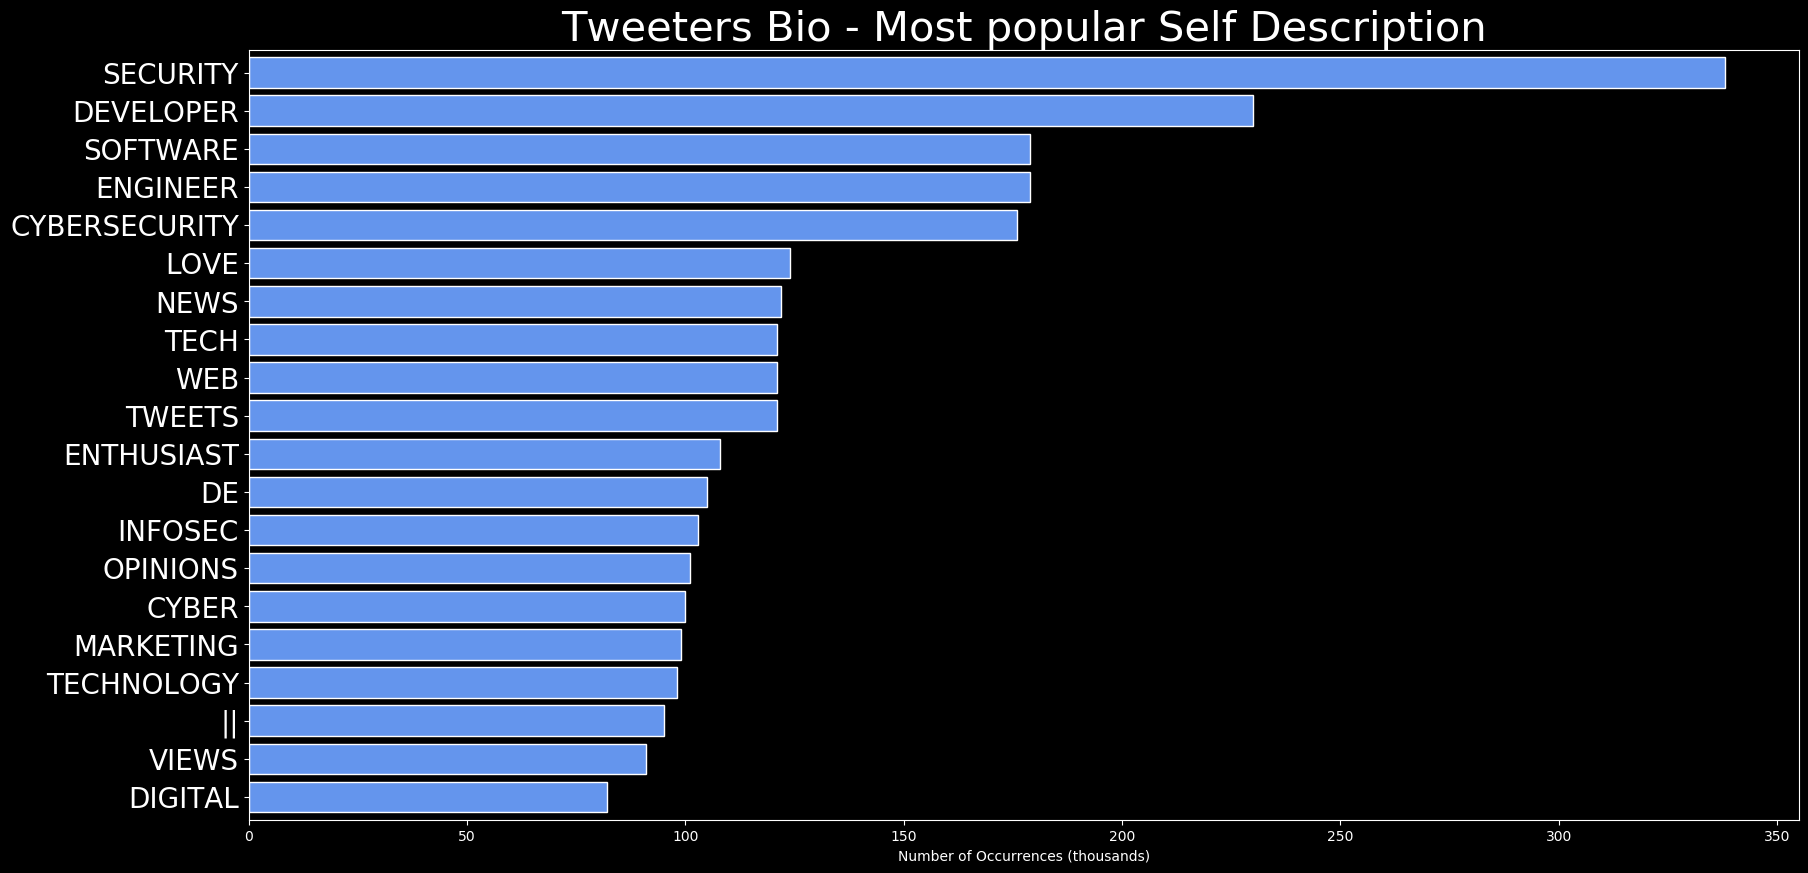 Tweeters Bio - Most popular Self Description
SECURITY
DEVELOPER
SOFTWARE
ENGINEER
CYBERSECURITY
LOVE
NEWS
TECH
WEB
TWEETS
ENTHUSIAST
DE
INFOSEC
OPINIONS
CYBER
MARKETING
TECHNOLOGY
||
VIEWS
DIGITAL
0 50 100 150 200 250 300 350
Number of Occurrences (thousands)